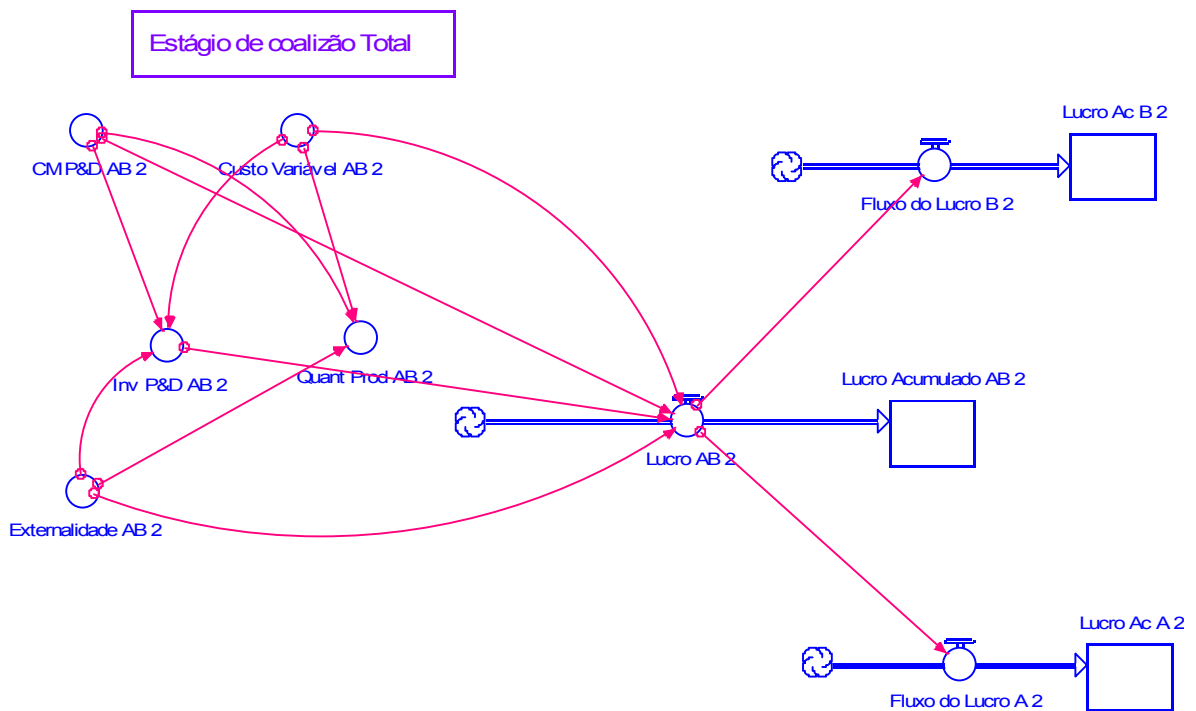 Estágio de coalizão Total
Lucro Ac B 2
CM P&D AB 2
Custo Variável AB 2
Fluxo do Lucro B 2
Inv P&D AB 2
Quant Prod AB 2
Lucro Acumulado AB 2
Lucro AB 2
Externalidade AB 2
Lucro Ac A 2
Fluxo do Lucro A 2